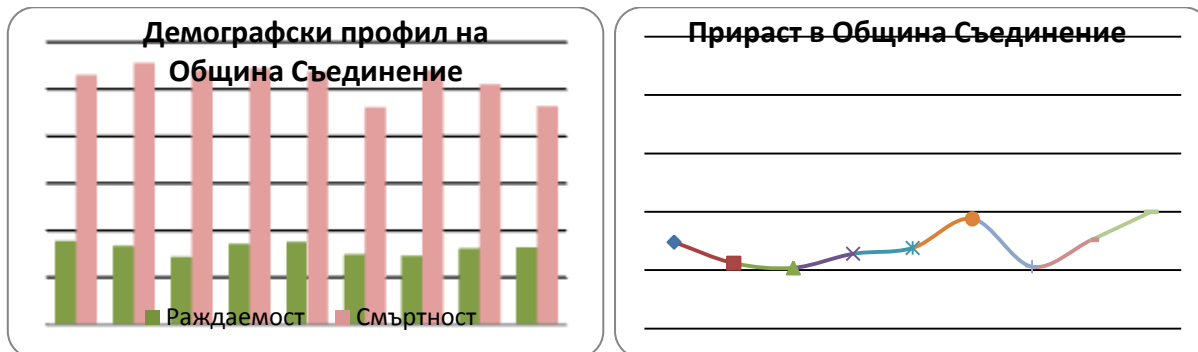 Демографски профил на
Община Съединение
Раждаемост Смъртност
Прираст в Община Съединение